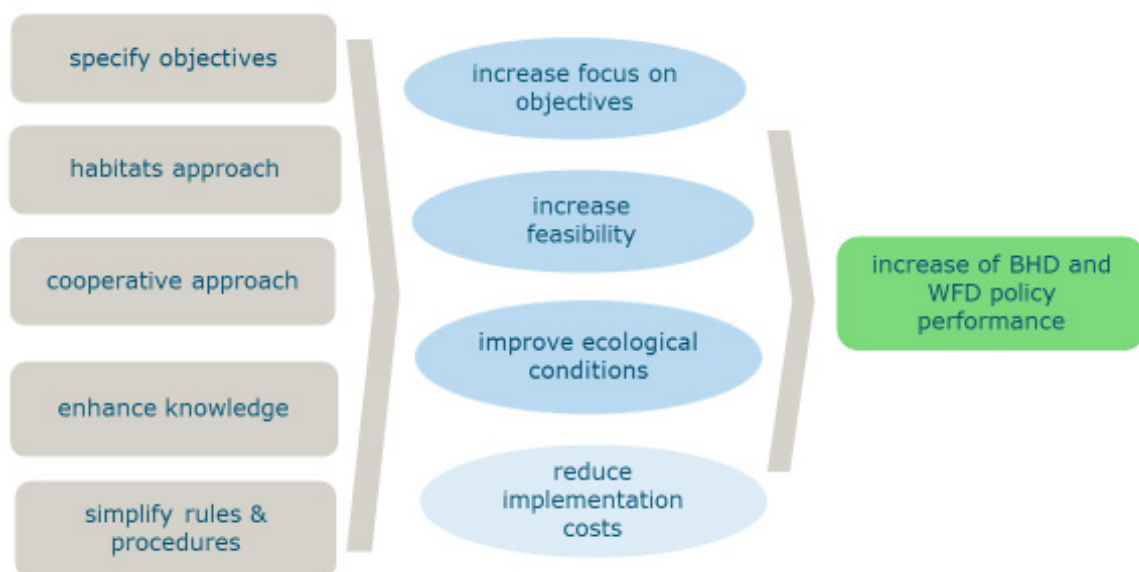 specify objectives
habitats approach
cooperative approach
enhance knowledge
simplify rules &
procedures
increase focus on
objectives
increase
feasibility
improve ecological
conditions
reduce
implementation
costs
increase of BHD and
WFD policy
performance